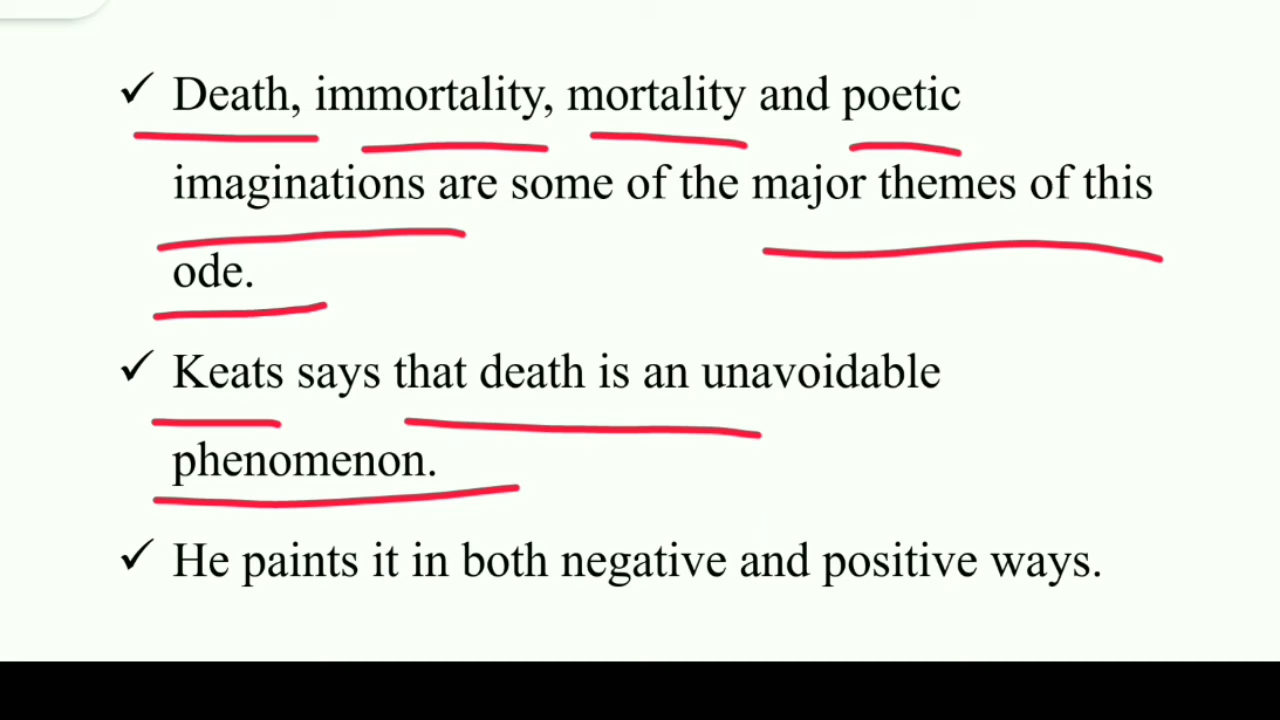 ✓ Death, immortality, mortality and poetic
imaginations are some of the major themes of this
ode.
✓ Keats says that death is an unavoidable
phenomenon.
✓ He paints it in both negative and positive ways.